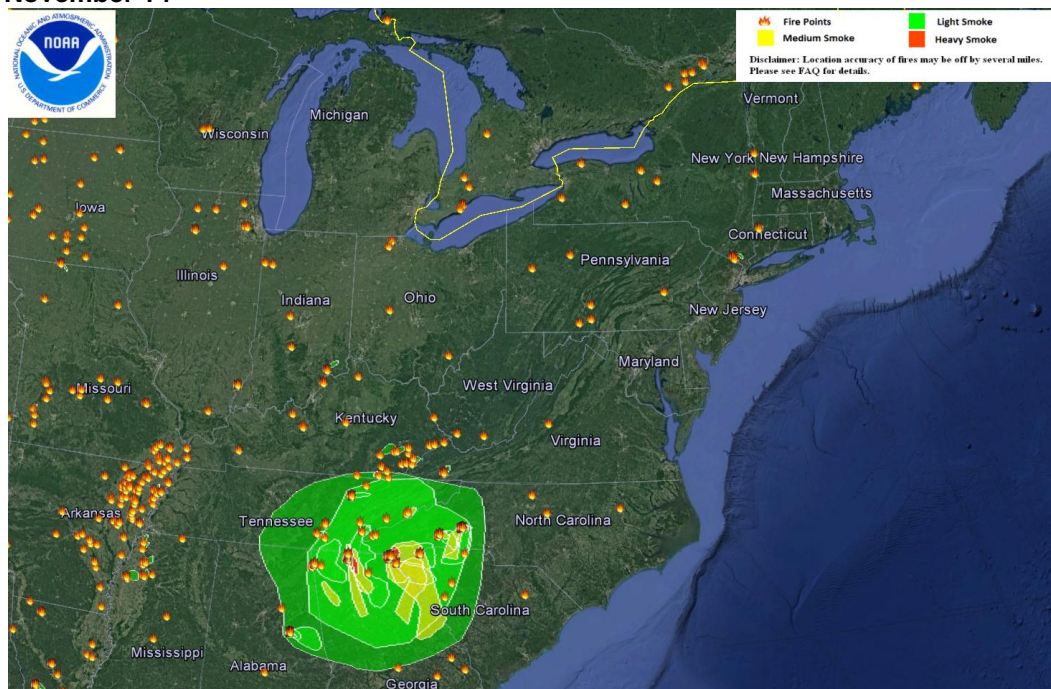 November 14
NATIONAL OCEANIC AND ATMOSPHERIC ADMINISTRATION
NOAA
U.S. DEPARTMENT OF COMMERCE
Fire Points
Light Smoke
Medium Smoke
Heavy Smoke
Disclaimer: Location accuracy of fires may be off by several miles.
Please see FAQ for details.
Vermont
Michigan
Wisconsin
New York
New Hampshire
Massachusetts
Iowa
Connecticut
Pennsylvania
Illinois
Indiana
Ohio
New Jersey
Maryland
West Virginia
Missouri
Kentucky
Virginia
Arkansas
Tennessee
North Carolina
South Carolina
Mississippi
Alabama
Georgia